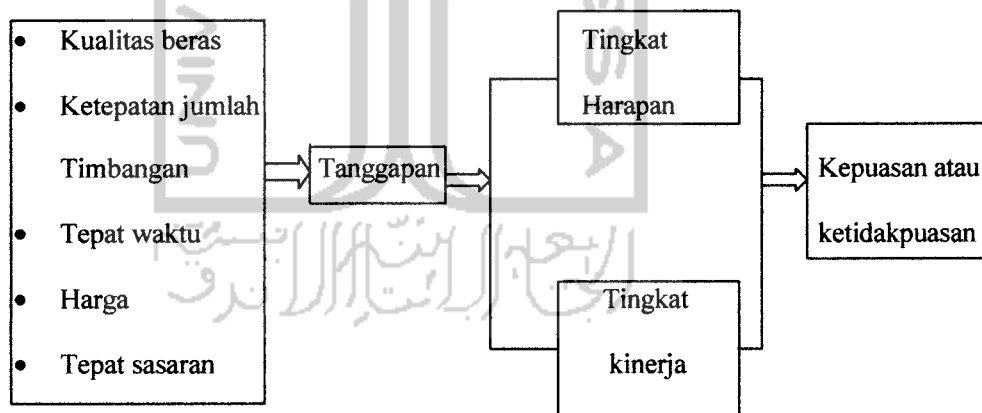 • Kualitas beras
• Ketepatan jumlah
Timbangan
• Tepat waktu
• Harga
• Tepat sasaran
Tanggapan
Tingkat
Harapan
Tingkat
kinerja
Kepuasan atau
ketidakpuasan